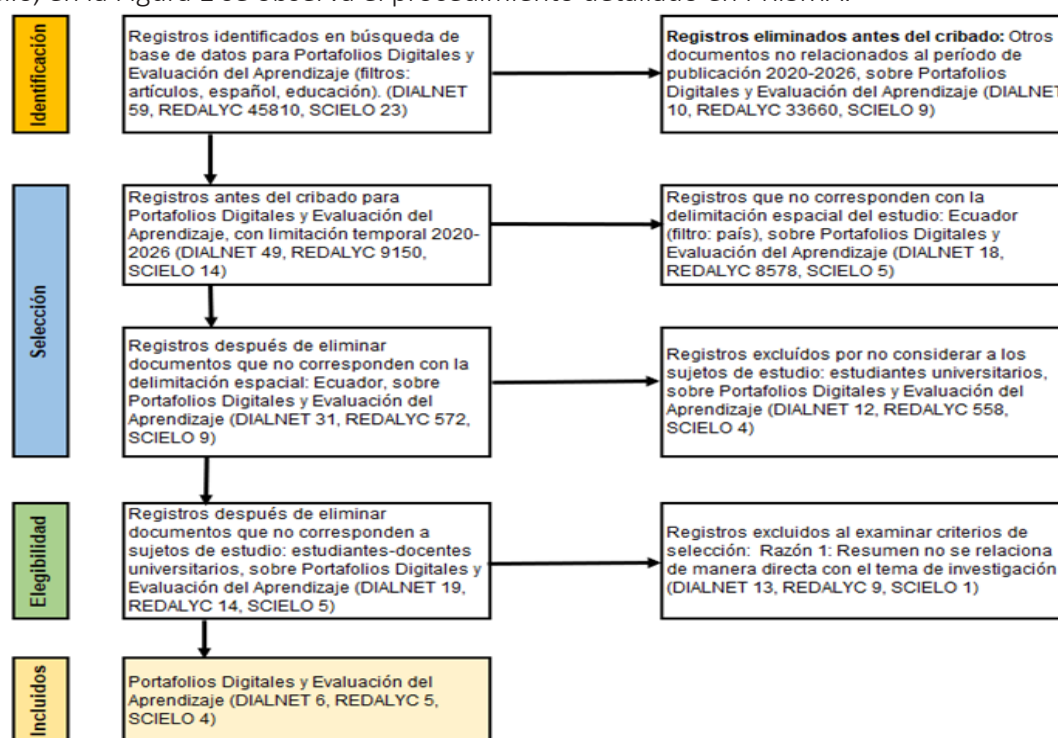 en la Figura 1 se observa el procedimiento detallado en PRISMA.
Identificación
Registros identificados en búsqueda de
base de datos para Portafolios Digitales y
Evaluación del Aprendizaje (filtros:
artículos, español, educación). (DIALNET
59, REDALYC 45810, SCIELO 23)
Registros eliminados antes del cribado: Otros
documentos no relacionados al período de
publicación 2020-2026, sobre Portafolios
Digitales y Evaluación del Aprendizaje (DIALNET
10, REDALYC 33660, SCIELO 9)
Selección
Registros antes del cribado para
Portafolios Digitales y Evaluación del
Aprendizaje, con limitación temporal 2020-
2026 (DIALNET 49, REDALYC 9150,
SCIELO 14)
Registros que no corresponden con la
delimitación espacial del estudio: Ecuador
(filtro: país), sobre Portafolios Digitales y
Evaluación del Aprendizaje (DIALNET 18,
REDALYC 8578, SCIELO 5)
Registros después de eliminar
documentos que no corresponden con la
delimitación espacial: Ecuador, sobre
Portafolios Digitales y Evaluación del
Aprendizaje (DIALNET 31, REDALYC 572,
SCIELO 9)
Registros excluídos por no considerar a los
sujetos de estudio: estudiantes universitarios,
sobre Portafolios Digitales y Evaluación del
Aprendizaje (DIALNET 12, REDALYC 558,
SCIELO 4)
Elegibilidad
Registros después de eliminar
documentos que no corresponden a
sujetos de estudio: estudiantes-docentes
universitarios, sobre Portafolios Digitales y
Evaluación del Aprendizaje (DIALNET 19,
REDALYC 14, SCIELO 5)
Registros excluidos al examinar criterios de
selección: Razón 1: Resumen no se relaciona
de manera directa con el tema de investigación
(DIALNET 13, REDALYC 9, SCIELO 1)
Incluidos
Portafolios Digitales y Evaluación del
Aprendizaje (DIALNET 6, REDALYC 5,
SCIELO 4)